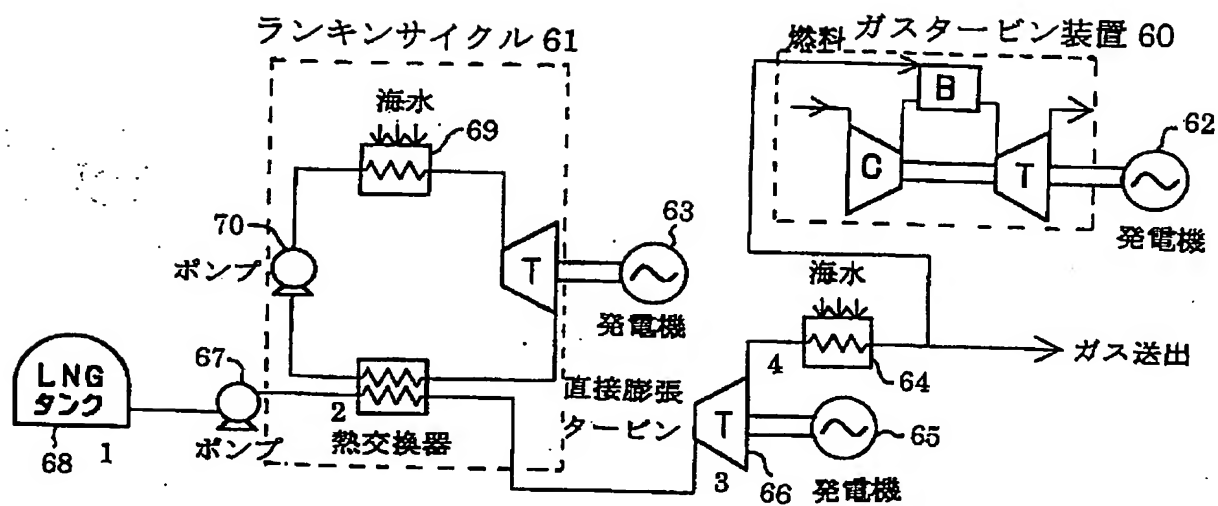 ランキンサイクル 61
燃料 ガスタービン装置 60
海水
69
B
C
T
62
発電機
70
ポンプ
T
63
発電機
海水
64
ガス送出
4
LNG
タンク
68
1
67
ポンプ
2
熱交換器
直接膨張
タービン
T
3
66
65
発電機